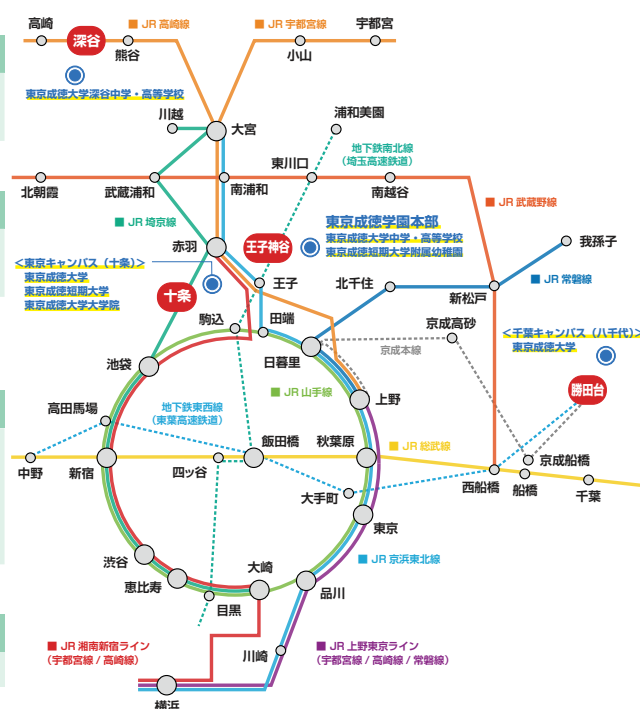 高崎
■ JR 高崎線
■ JR 宇都宮線
宇都宮
深谷
熊谷
小山
東京成徳大学深谷中学・高等学校
川越
大宮
浦和美園
地下鉄南北線
（埼玉高速鉄道）
東川口
北朝霞
武蔵浦和
南浦和
南越谷
■ JR 武蔵野線
■ JR 埼京線
東京成徳学園本部
東京成徳大学中学・高等学校
東京成徳短期大学附属幼稚園
赤羽
王子神谷
我孫子
＜東京キャンパス（十条）＞
東京成徳大学
東京成徳短期大学
東京成徳大学大学院
■ JR 常磐線
王子
北千住
新松戸
十条
駒込
田端
京成高砂
＜千葉キャンパス（八千代）＞
東京成徳大学
日暮里
京成本線
池袋
■ JR 山手線
勝田台
上野
高田馬場
地下鉄東西線
（東葉高速鉄道）
飯田橋
秋葉原
■ JR 総武線
京成船橋
中野
新宿
四ッ谷
西船橋
船橋
千葉
大手町
東京
■ JR 京浜東北線
渋谷
恵比寿
大崎
目黒
品川
■ JR 湘南新宿ライン
（宇都宮線 / 高崎線）
川崎
■ JR 上野東京ライン
（宇都宮線 / 高崎線 / 常磐線）
横浜